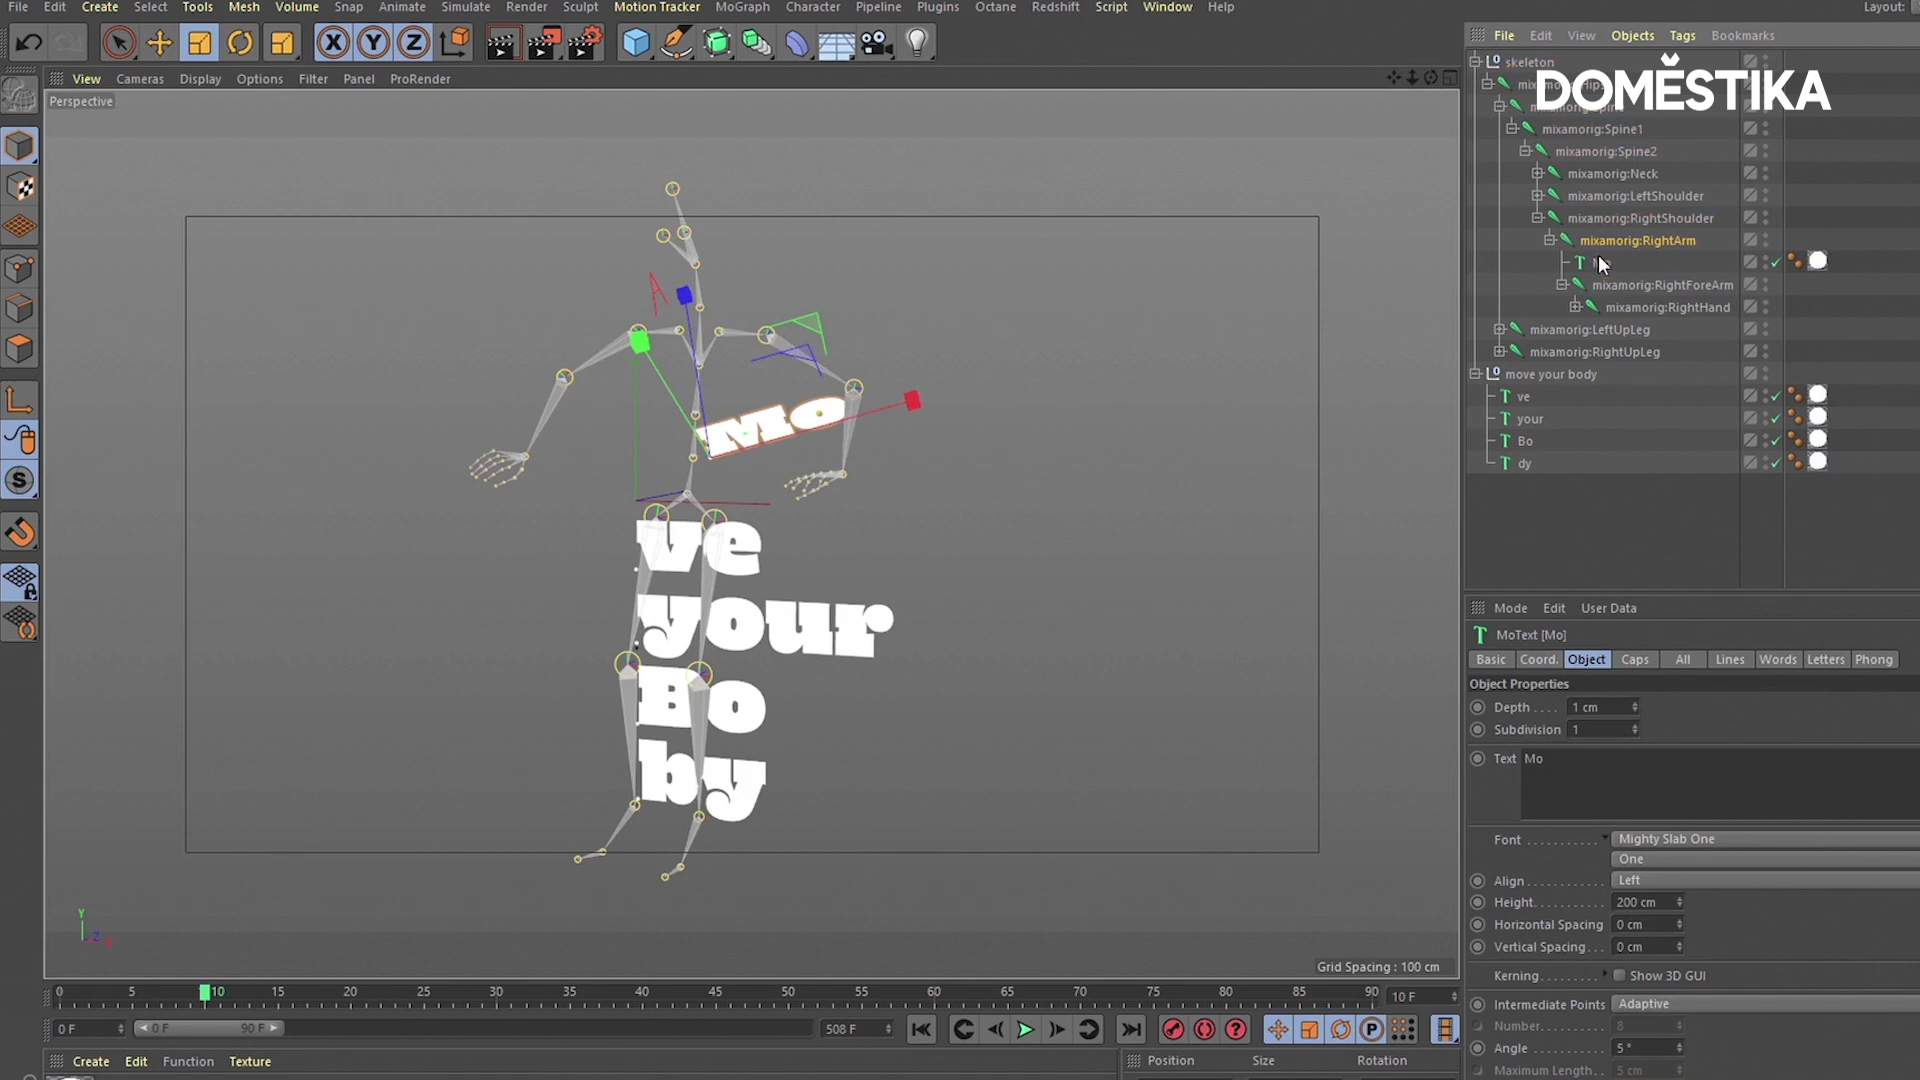 File Edit Create Select Tools Mesh Volume Snap Animate Simulate Render Sculpt Motion Tracker MoGraph Character Pipeline Plugins Octane Redshift Script Window Help Layout:
X Y Z
File Edit View Objects Tags Bookmarks
View Cameras Display Options Filter Panel ProRender
Perspective
DOMĔSTIKA
skeleton
mixamorig:Spine1
mixamorig:Spine2
mixamorig:Neck
mixamorig:LeftShoulder
mixamorig:RightShoulder
mixamorig:RightArm
mixamorig:RightForeArm
mixamorig:RightHand
mixamorig:LeftUpLeg
mixamorig:RightUpLeg
move your body
ve
your
Bo
dy
Mo
ve
your
Bo
by
Y
Z
Grid Spacing : 100 cm
Mode Edit User Data
MoText [Mo]
Basic Coord. Object Caps All Lines Words Letters Phong
Object Properties
Depth . . . . 1 cm
Subdivision 1
Text Mo
Font . . . . . . . . . . Mighty Slab One
One
Align . . . . . . . . . . Left
Height. . . . . . . . . . 200 cm
Horizontal Spacing 0 cm
Vertical Spacing. . . 0 cm
Kerning. . . . . . . . . Show 3D GUI
Intermediate Points Adaptive
Number. . . . . . . . . 8
Angle . . . . . . . . . . 5 °
Maximum Length. . 5 cm
0 5 10 15 20 25 30 35 40 45 50 55 60 65 70 75 80 85 90 10 F
0 F 0 F 90 F 508 F
Create Edit Function Texture
Position Size Rotation